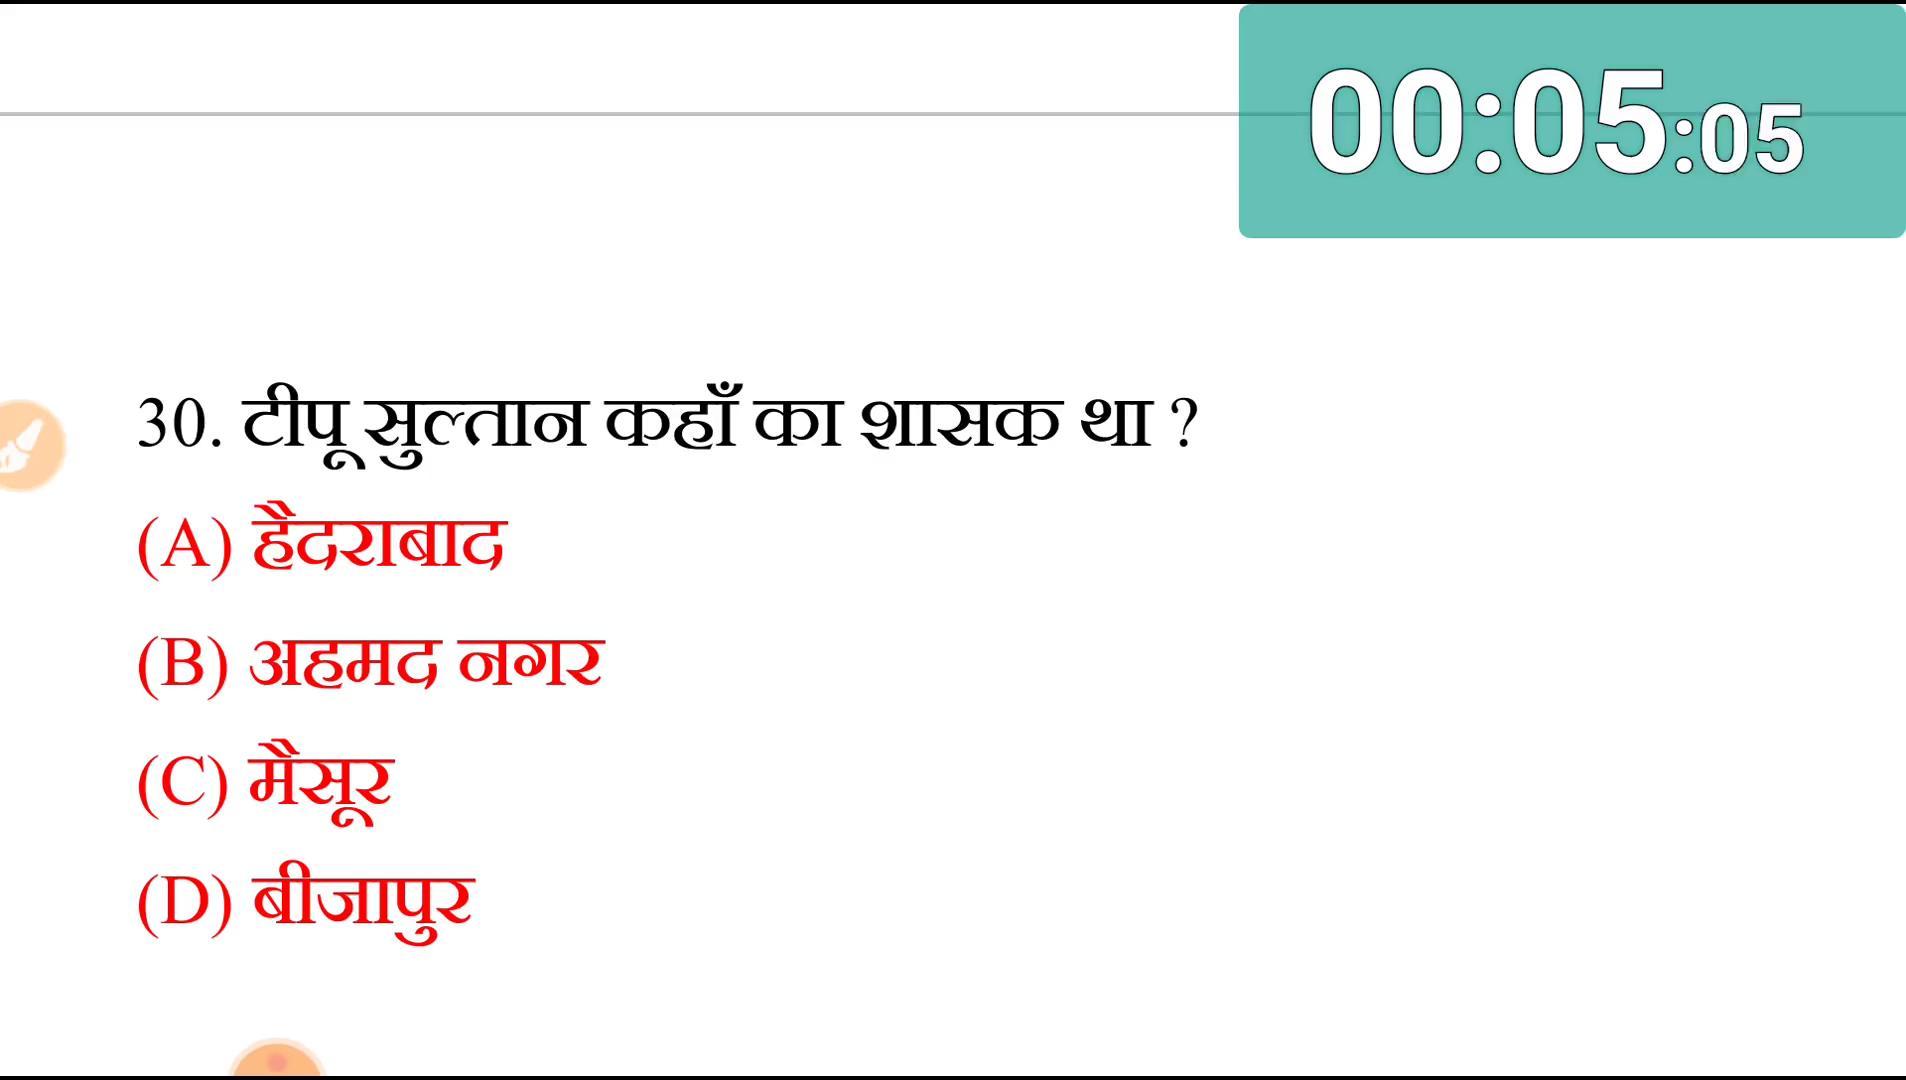 00:05:05
30. टीपू सुल्तान कहाँ का शासक था ?
(A) हैदराबाद
(B) अहमद नगर
(C) मैसूर
(D) बीजापुर